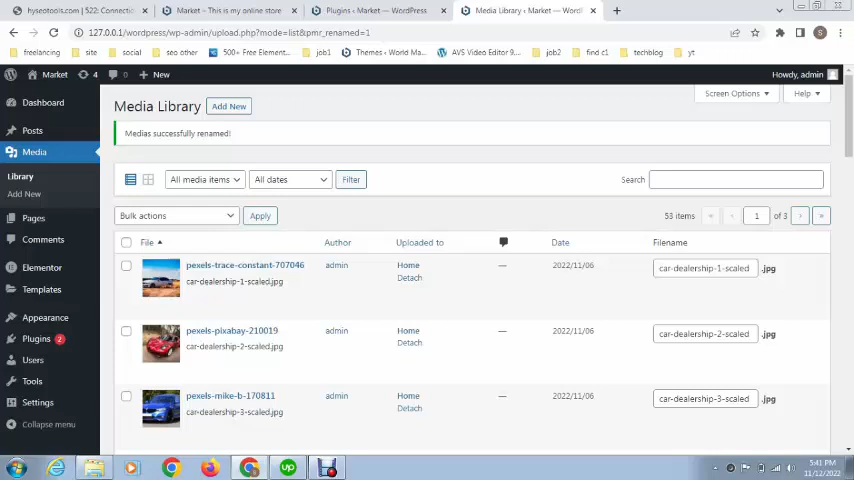 hyseotools.com | 522: Connectic
Market – This is my online store
Plugins ‹ Market — WordPress
Media Library ‹ Market — WordP
127.0.0.1/wordpress/wp-admin/upload.php?mode=list&pmr_renamed=1
freelancing
site
social
seo other
500+ Free Element...
job1
Themes ‹ World Ma...
AVS Video Editor 9....
job2
find c1
techblog
yt
Market
4
0
New
Howdy, admin
Dashboard
Posts
Media
Library
Add New
Pages
Comments
Elementor
Templates
Appearance
Plugins 2
Users
Tools
Settings
Collapse menu
Screen Options
Help
Media Library
Add New
Medias successfully renamed!
All media items
All dates
Filter
Search
Bulk actions
Apply
53 items
« ‹ 1 of 3 › »
File
Author
Uploaded to
Date
Filename
pexels-trace-constant-707046
car-dealership-1-scaled.jpg
admin
Home
Detach
—
2022/11/06
car-dealership-1-scaled .jpg
pexels-pixabay-210019
car-dealership-2-scaled.jpg
admin
Home
Detach
—
2022/11/06
car-dealership-2-scaled .jpg
pexels-mike-b-170811
car-dealership-3-scaled.jpg
admin
Home
Detach
—
2022/11/06
car-dealership-3-scaled .jpg
up
5:41 PM
11/12/2022